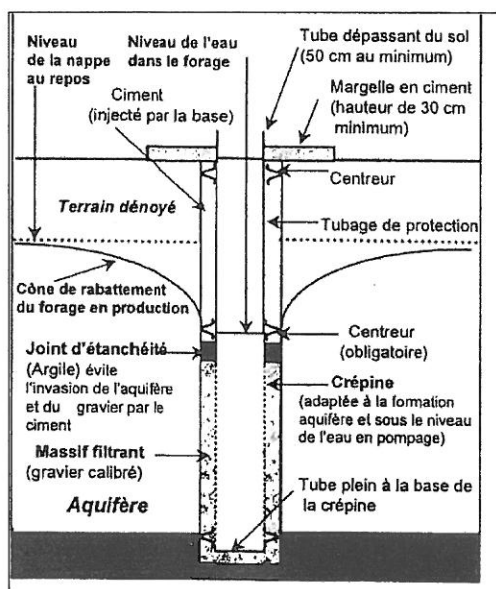 Niveau
de la nappe
au repos
Niveau de l'eau
dans le forage
Tube dépassant du sol
(50 cm au minimum)
Ciment
(injecté par la base)
Margelle en ciment
(hauteur de 30 cm
minimum)
Centreur
Terrain dénoyé
Tubage de protection
Cône de rabattement
du forage en production
Joint d'étanchéité
(Argile) évite
l'invasion de l'aquifère
et du gravier par le
ciment
Centreur
(obligatoire)
Crépine
(adaptée à la formation
aquifère et sous le niveau
de l'eau en pompage)
Massif filtrant
(gravier calibré)
Tube plein à la base de
la crépine
Aquifère